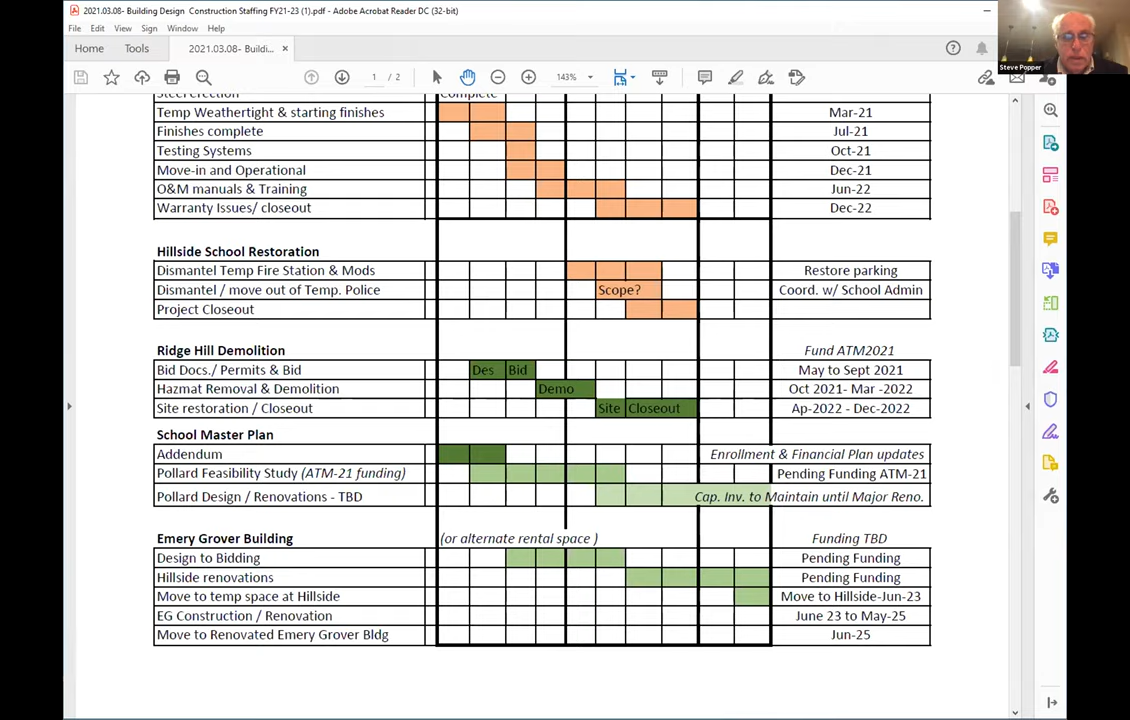 2021.03.08- Building Design Construction Staffing FY21-23 (1).pdf - Adobe Acrobat Reader DC (32-bit)
File Edit View Sign Window Help
Home Tools 2021.03.08- Buildi... ×
1 / 2 143%
Steve Popper
Steel erection Complete
Temp Weathertight & starting finishes Mar-21
Finishes complete Jul-21
Testing Systems Oct-21
Move-in and Operational Dec-21
O&M manuals & Training Jun-22
Warranty Issues/ closeout Dec-22
Hillside School Restoration
Dismantel Temp Fire Station & Mods Restore parking
Dismantel / move out of Temp. Police Scope? Coord. w/ School Admin
Project Closeout
Ridge Hill Demolition Fund ATM2021
Bid Docs./ Permits & Bid Des Bid May to Sept 2021
Hazmat Removal & Demolition Demo Oct 2021- Mar -2022
Site restoration / Closeout Site Closeout Ap-2022 - Dec-2022
School Master Plan
Addendum Enrollment & Financial Plan updates
Pollard Feasibility Study (ATM-21 funding) Pending Funding ATM-21
Pollard Design / Renovations - TBD Cap. Inv. to Maintain until Major Reno.
Emery Grover Building (or alternate rental space ) Funding TBD
Design to Bidding Pending Funding
Hillside renovations Pending Funding
Move to temp space at Hillside Move to Hillside-Jun-23
EG Construction / Renovation June 23 to May-25
Move to Renovated Emery Grover Bldg Jun-25